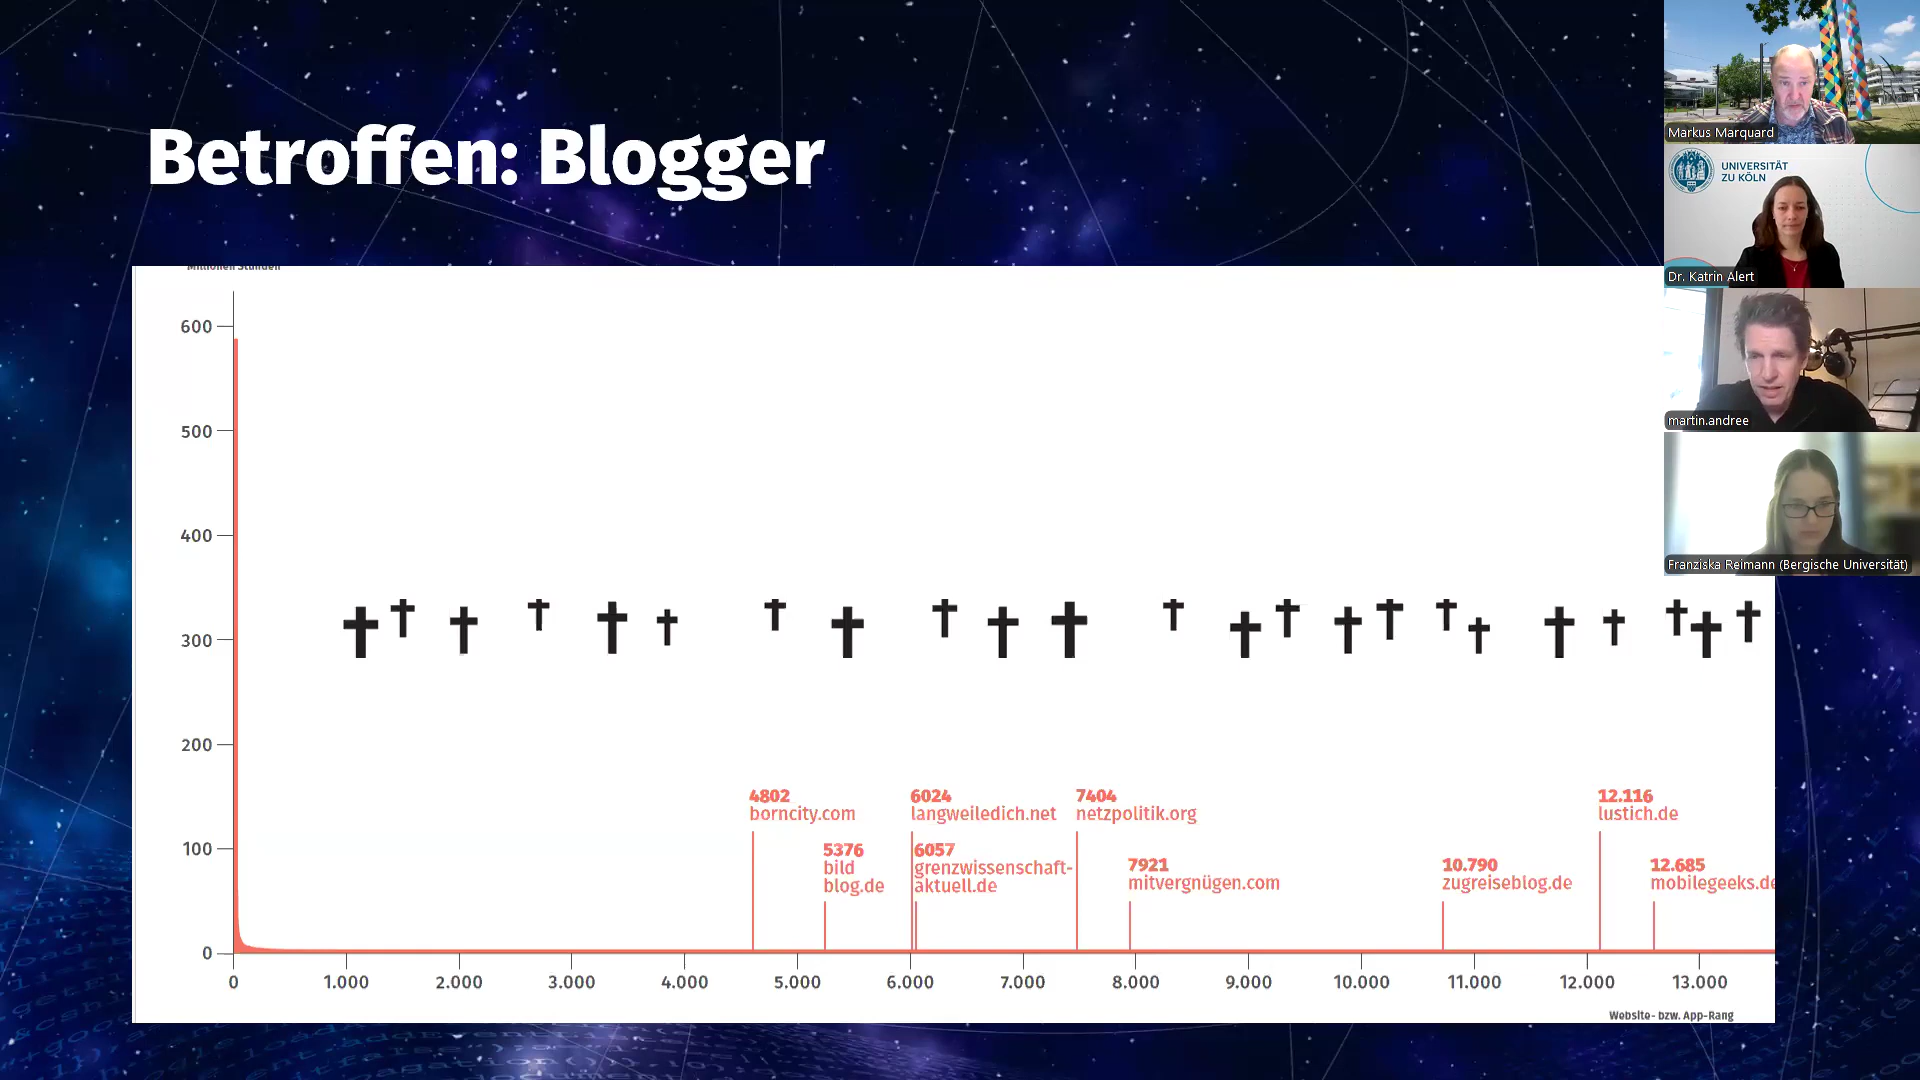 Betroffen: Blogger
Millionen Stunden
600
500
400
300
200
100
0
4802
borncity.com
5376
bild
blog.de
6024
langweiledich.net
6057
grenzwissenschaft-
aktuell.de
7404
netzpolitik.org
7921
mitvergnügen.com
10.790
zugreiseblog.de
12.116
lustich.de
12.685
mobilegeeks.de
0 1.000 2.000 3.000 4.000 5.000 6.000 7.000 8.000 9.000 10.000 11.000 12.000 13.000
Website- bzw. App-Rang
Markus Marquard
UNIVERSITÄT
ZU KÖLN
Dr. Katrin Alert
martin.andree
Franziska Reimann (Bergische Universität)